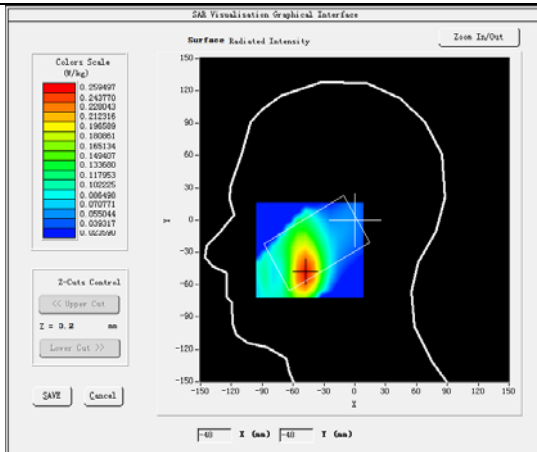 SAR Visualisation Graphical Interface
Surface Radiated Intensity
Zoom In/Out
Colors Scale
(W/kg)
0.259497
0.243770
0.228043
0.212316
0.196589
0.180861
0.165134
0.149407
0.133680
0.117953
0.102225
0.086498
0.070771
0.055044
0.039317
0.023590
Z-Cuts Control
<< Upper Cut
Z = 0.2 mm
Lower Cut >>
SAVE Cancel
150
120
90
60
30
0
-30
-60
-90
-120
-150
Y
-150 -120 -90 -60 -30 0 30 60 90 120 150
X
-48 X (mm) -48 Y (mm)